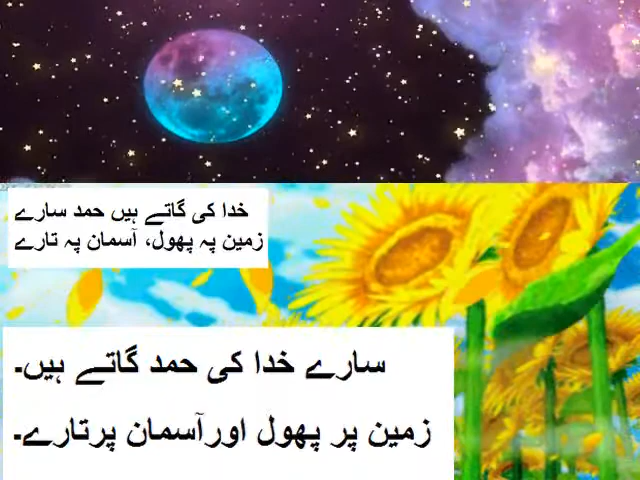 خدا کی گاتے ہیں حمد سارے
زمین پہ پھول، آسمان پہ تارے
سارے خدا کی حمد گاتے ہیں۔
زمین پر پھول اورآسمان پرتارے۔